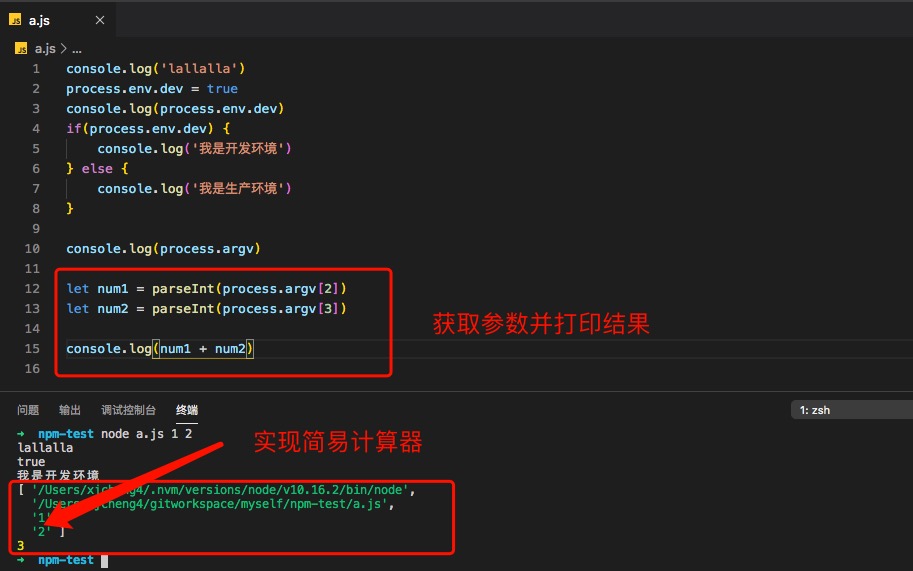 JS a.js ×
JS a.js > ...
1 console.log('lallalla')
2 process.env.dev = true
3 console.log(process.env.dev)
4 if(process.env.dev) {
5 console.log('我是开发环境')
6 } else {
7 console.log('我是生产环境')
8 }
9
10 console.log(process.argv)
11
12 let num1 = parseInt(process.argv[2])
13 let num2 = parseInt(process.argv[3])
14
15 console.log(num1 + num2)
16
获取参数并打印结果
问题 输出 调试控制台 终端 1: zsh
→ npm-test node a.js 1 2
实现简易计算器
lallalla
true
我是开发环境
[ '/Users/xjcheng4/.nvm/versions/node/v10.16.2/bin/node',
'/Users/xjcheng4/gitworkspace/myself/npm-test/a.js',
'1'
'2' ]
3
→ npm-test